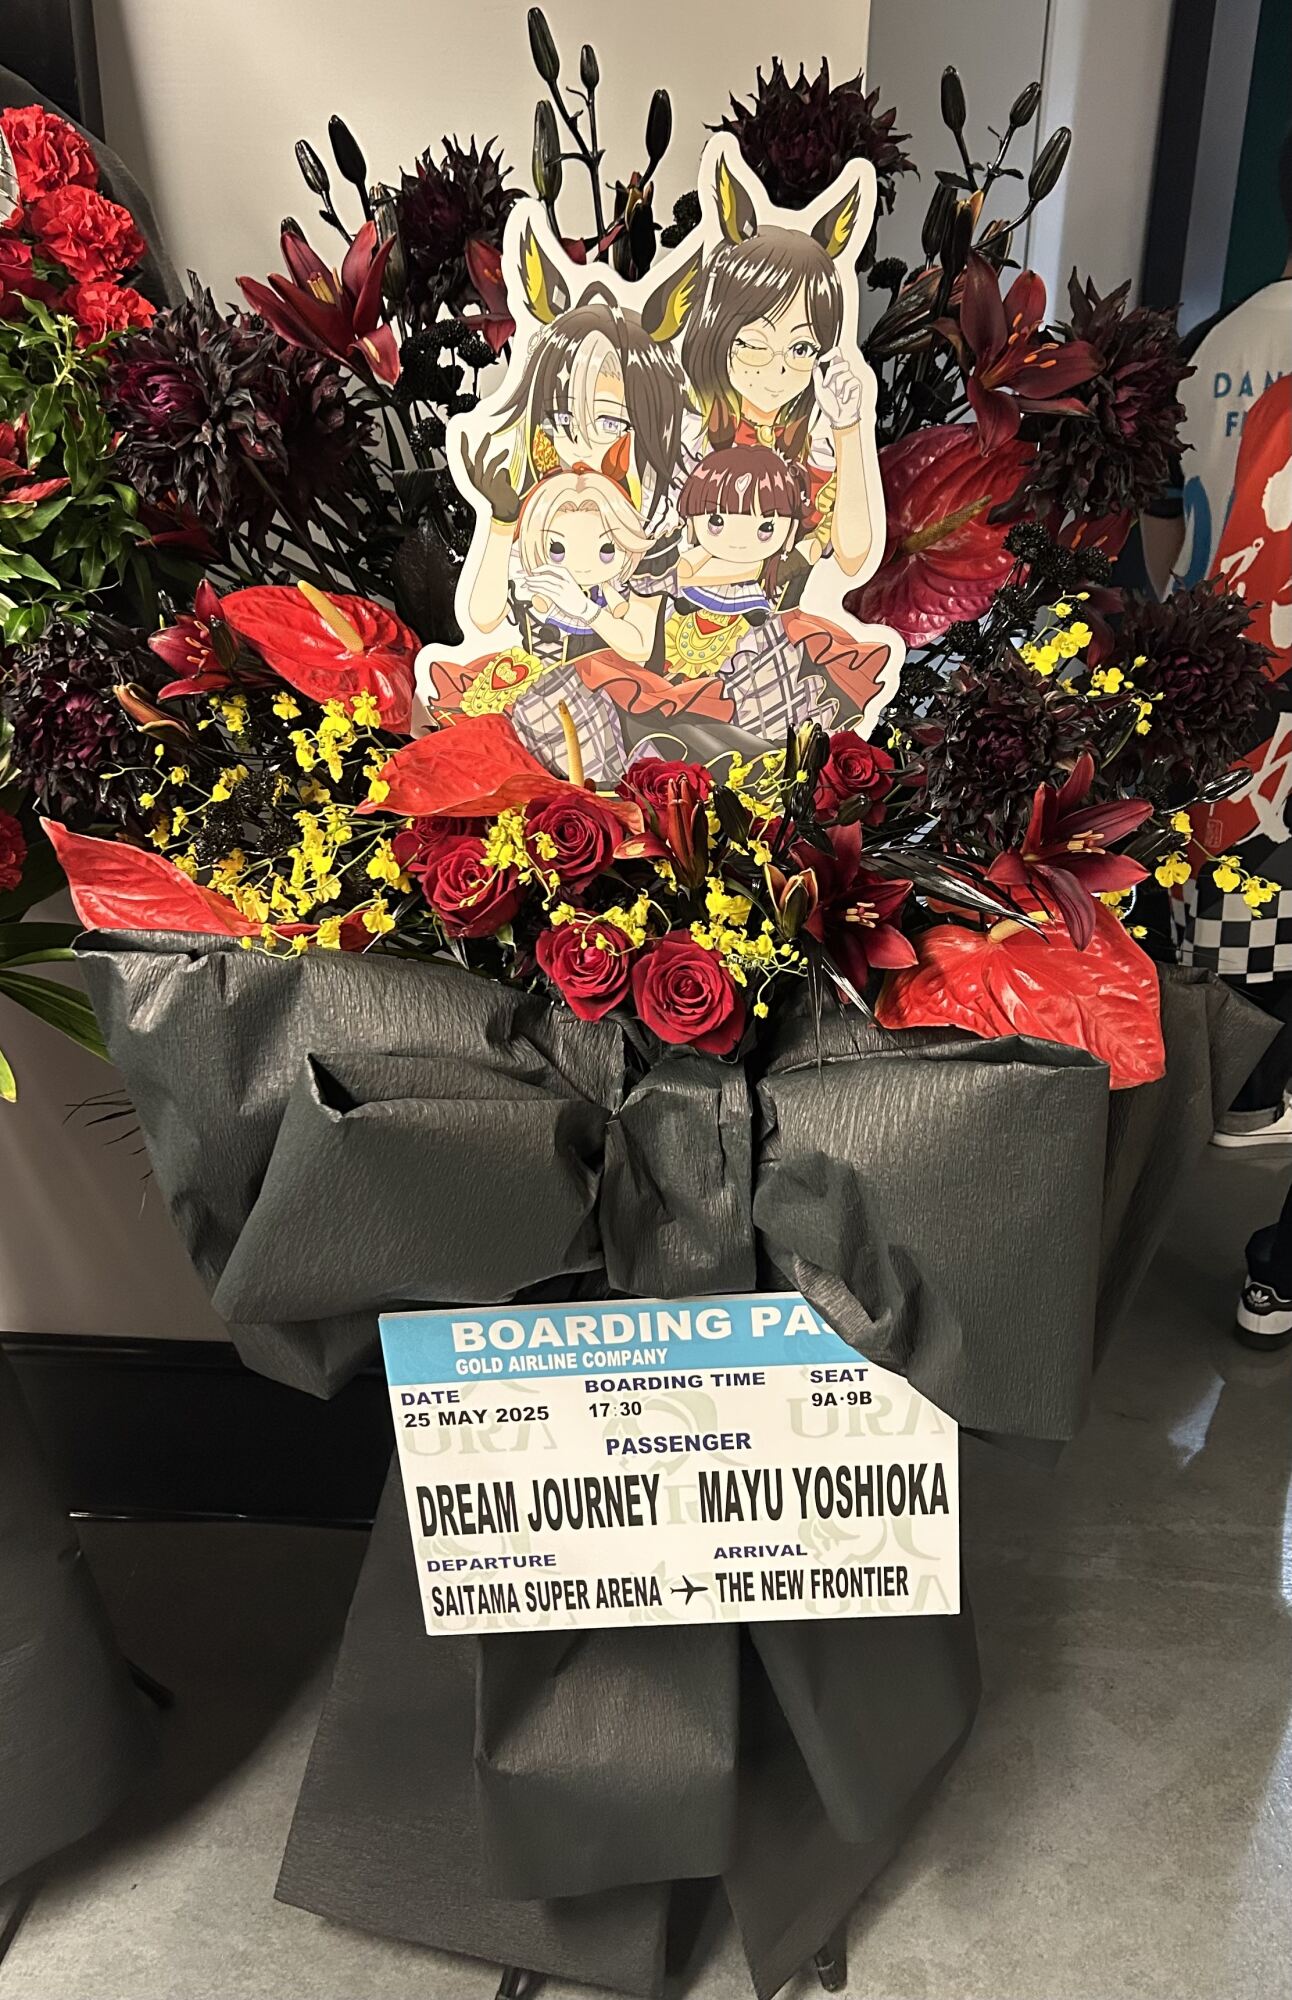 BOARDING PA
GOLD AIRLINE COMPANY
DATE BOARDING TIME SEAT
25 MAY 2025 17:30 9A·9B
PASSENGER
DREAM JOURNEY MAYU YOSHIOKA
DEPARTURE ARRIVAL
SAITAMA SUPER ARENA THE NEW FRONTIER
DAN
F